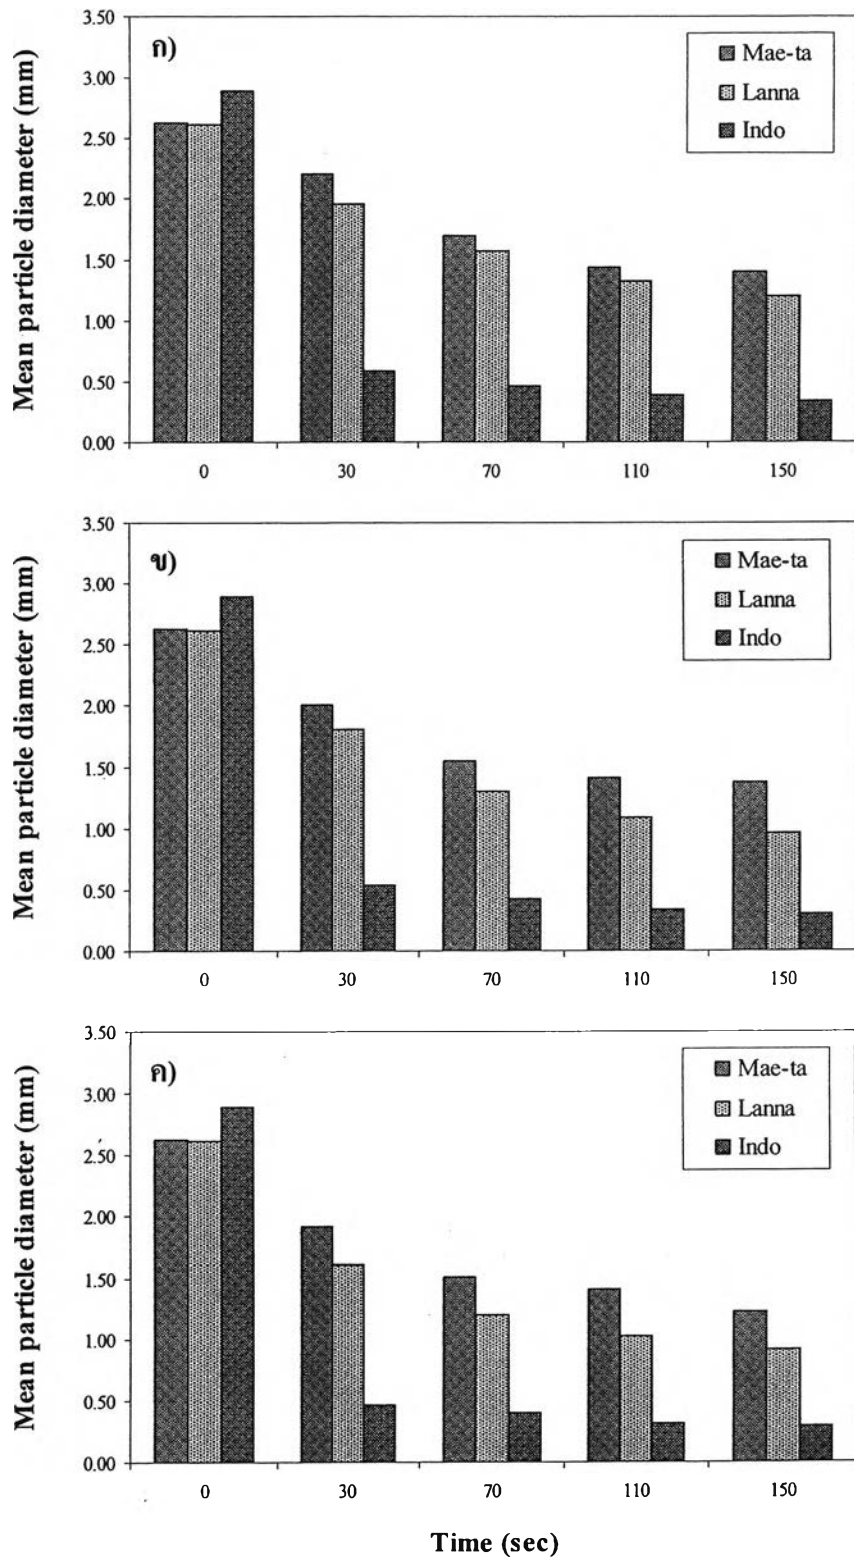 Mean particle diameter (mm)
3.50
3.00
2.50
2.00
1.50
1.00
0.50
0.00
ก)
Mae-ta
Lanna
Indo
0 30 70 110 150
Mean particle diameter (mm)
3.50
3.00
2.50
2.00
1.50
1.00
0.50
0.00
ข)
Mae-ta
Lanna
Indo
0 30 70 110 150
Mean particle diameter (mm)
3.50
3.00
2.50
2.00
1.50
1.00
0.50
0.00
ค)
Mae-ta
Lanna
Indo
0 30 70 110 150
Time (sec)